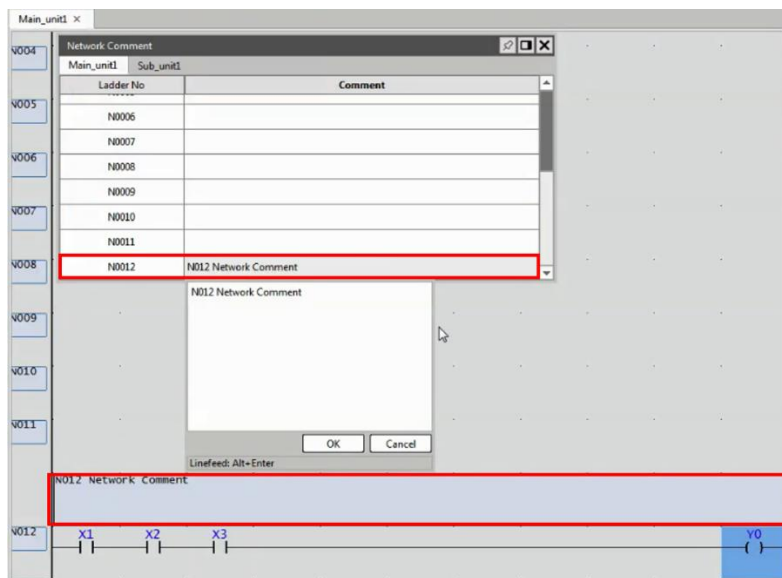 Main_unit1 ×
N004
Network Comment
Main_unit1 Sub_unit1
Ladder No Comment
N005
N0006
N0007
N006
N0008
N0009
N007
N0010
N0011
N008
N0012 N012 Network Comment
N012 Network Comment
N009
N010
N011
OK Cancel
Linefeed: Alt+Enter
N012 Network Comment
N012
X1 X2 X3 Y0